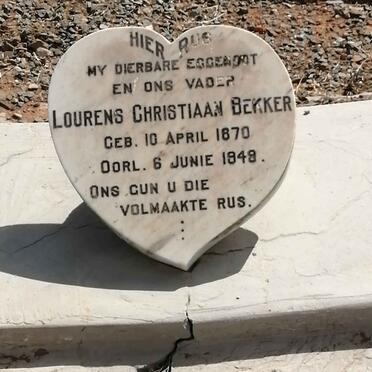 HIER RUS
MY DIERBARE EGGENOOT
EN ONS VADER
LOURENS CHRISTIAAN BEKKER
GEB. 10 APRIL 1870
OORL. 6 JUNIE 1949.
ONS GUN U DIE
VOLMAAKTE RUS.